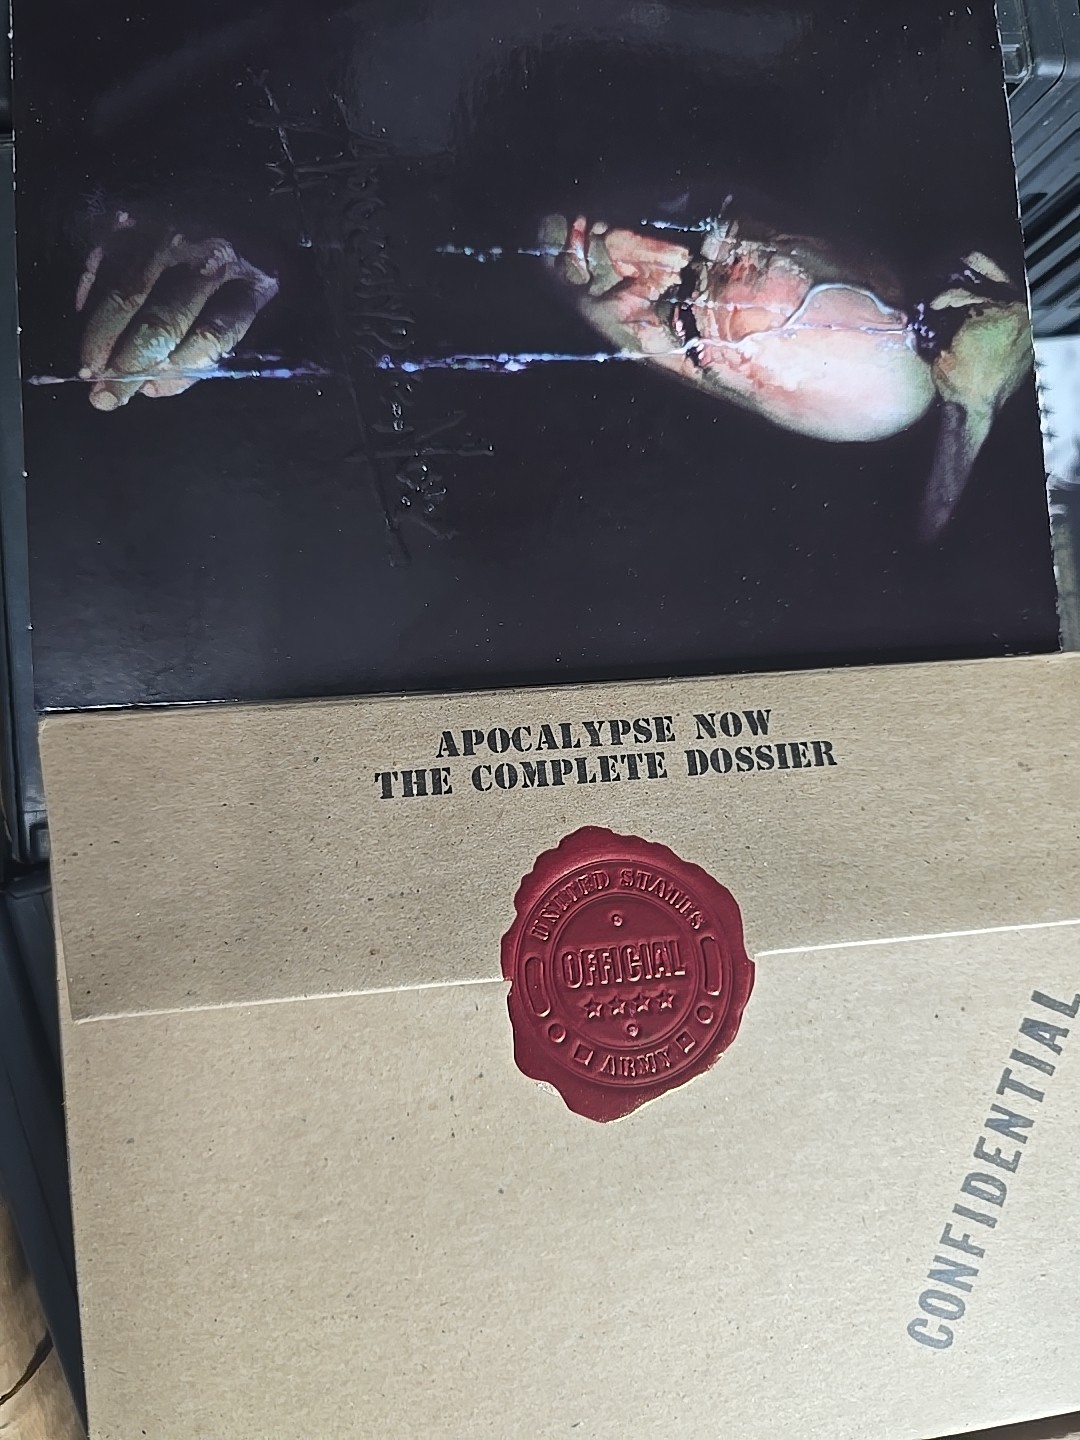 APOCALYPSE NOW
THE COMPLETE DOSSIER
UNITED STATES
OFFICIAL
ARMY
CONFIDENTIAL